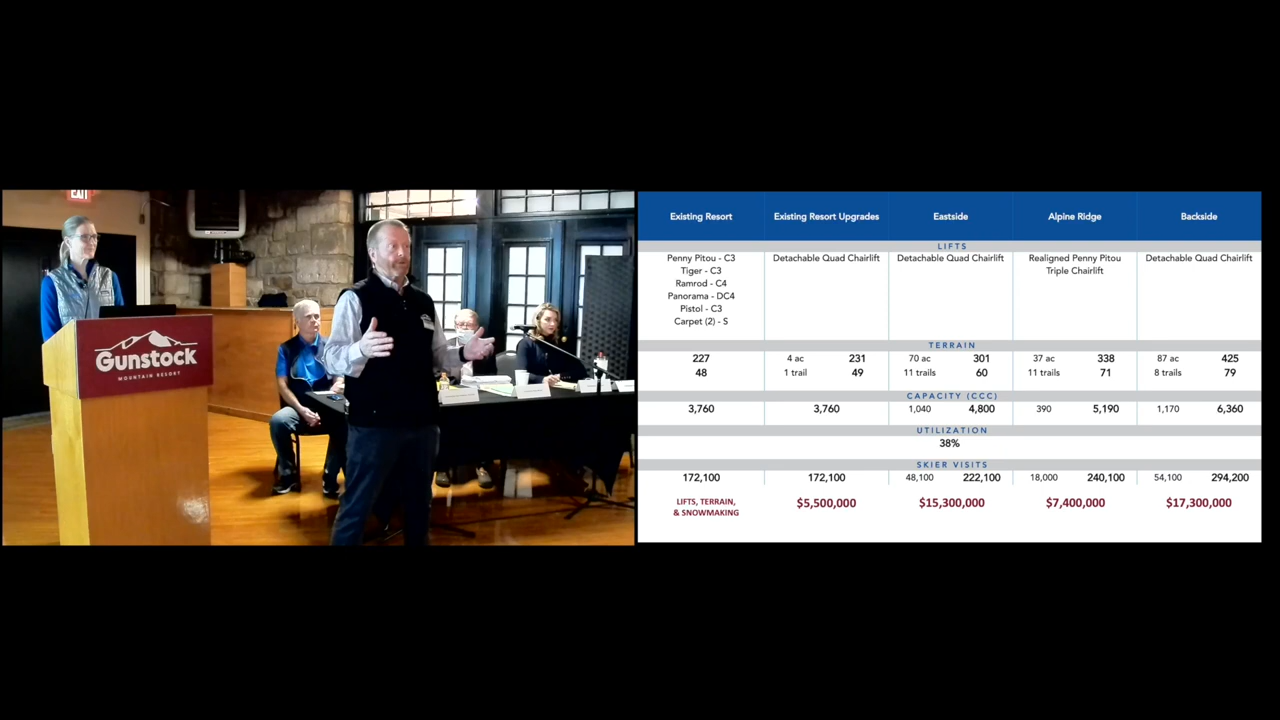 EXIT
Gunstock
MOUNTAIN RESORT
Existing Resort Existing Resort Upgrades Eastside Alpine Ridge Backside
LIFTS
Penny Pitou - C3 Detachable Quad Chairlift Detachable Quad Chairlift Realigned Penny Pitou Detachable Quad Chairlift
Tiger - C3 Triple Chairlift
Ramrod - C4
Panorama - DC4
Pistol - C3
Carpet (2) - S
TERRAIN
227 4 ac 231 70 ac 301 37 ac 338 87 ac 425
48 1 trail 49 11 trails 60 11 trails 71 8 trails 79
CAPACITY (CCC)
3,760 3,760 1,040 4,800 390 5,190 1,170 6,360
UTILIZATION
38%
SKIER VISITS
172,100 172,100 48,100 222,100 18,000 240,100 54,100 294,200
LIFTS, TERRAIN, $5,500,000 $15,300,000 $7,400,000 $17,300,000
& SNOWMAKING